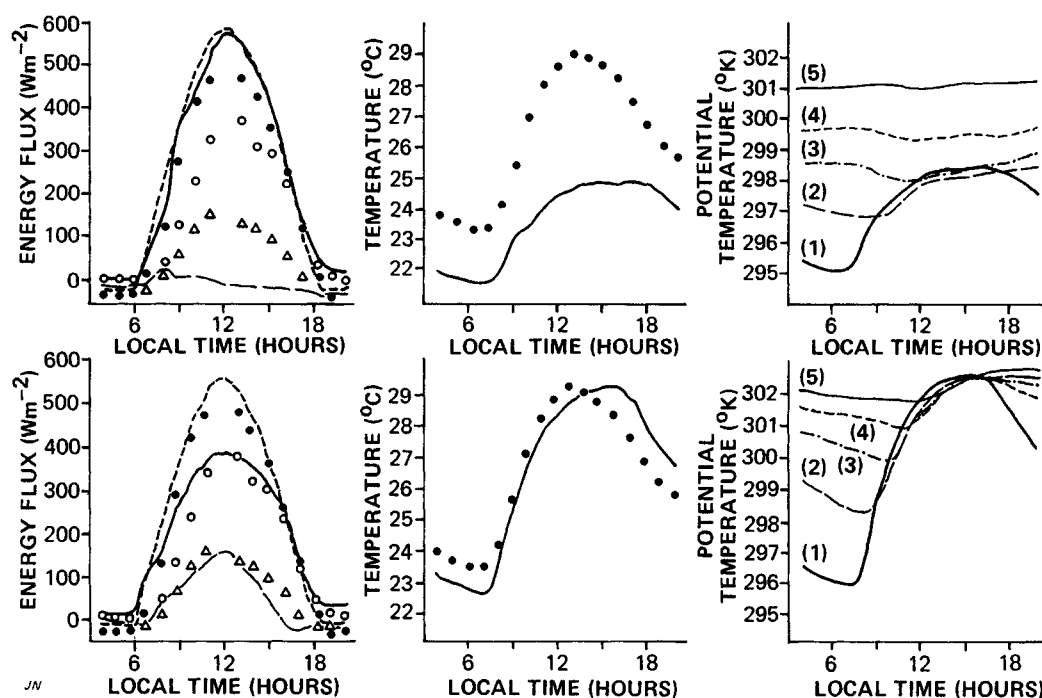 ENERGY FLUX (Wm⁻²)
600
500
400
300
200
100
0
6 12 18
LOCAL TIME (HOURS)
TEMPERATURE (°C)
29
28
27
26
25
24
23
22
6 12 18
LOCAL TIME (HOURS)
POTENTIAL
TEMPERATURE (°K)
302
301
300
299
298
297
296
295
(5)
(4)
(3)
(2)
(1)
6 12 18
LOCAL TIME (HOURS)
ENERGY FLUX (Wm⁻²)
600
500
400
300
200
100
0
6 12 18
LOCAL TIME (HOURS)
TEMPERATURE (°C)
29
28
27
26
25
24
23
22
6 12 18
LOCAL TIME (HOURS)
POTENTIAL
TEMPERATURE (°K)
302
301
300
299
298
297
296
295
(5)
(4)
(3)
(2)
(1)
6 12 18
LOCAL TIME (HOURS)
JN